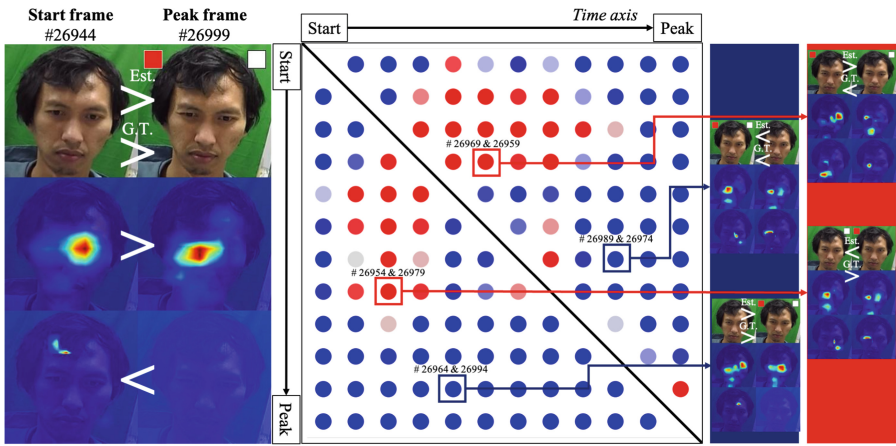 Start frame
#26944
Peak frame
#26999
Est.
>
G.T.
>
>
<
Start
Time axis
Peak
Start
Peak
# 26969 & 26959
# 26989 & 26974
# 26954 & 26979
# 26964 & 26994
Est.
G.T.
Est.
G.T.
Est.
G.T.
Est.
G.T.